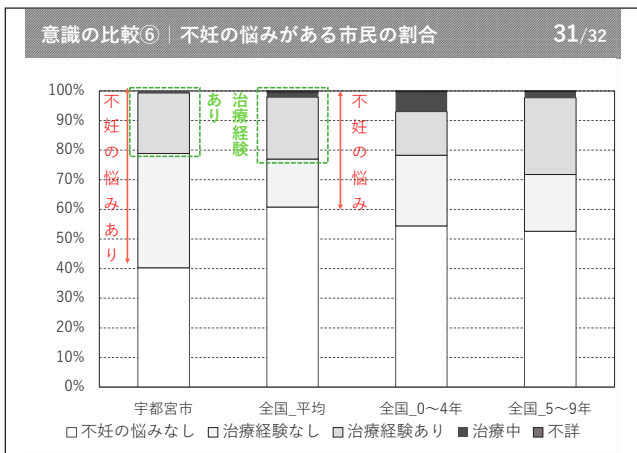 意識の比較⑥｜不妊の悩みがある市民の割合
31/32
100%
90%
80%
70%
60%
50%
40%
30%
20%
10%
0%
不妊の悩みあり
治療経験
あり
不妊の悩み
宇都宮市
全国_平均
全国_0～4年
全国_5～9年
□不妊の悩みなし □治療経験なし □治療経験あり ■治療中 ■不詳